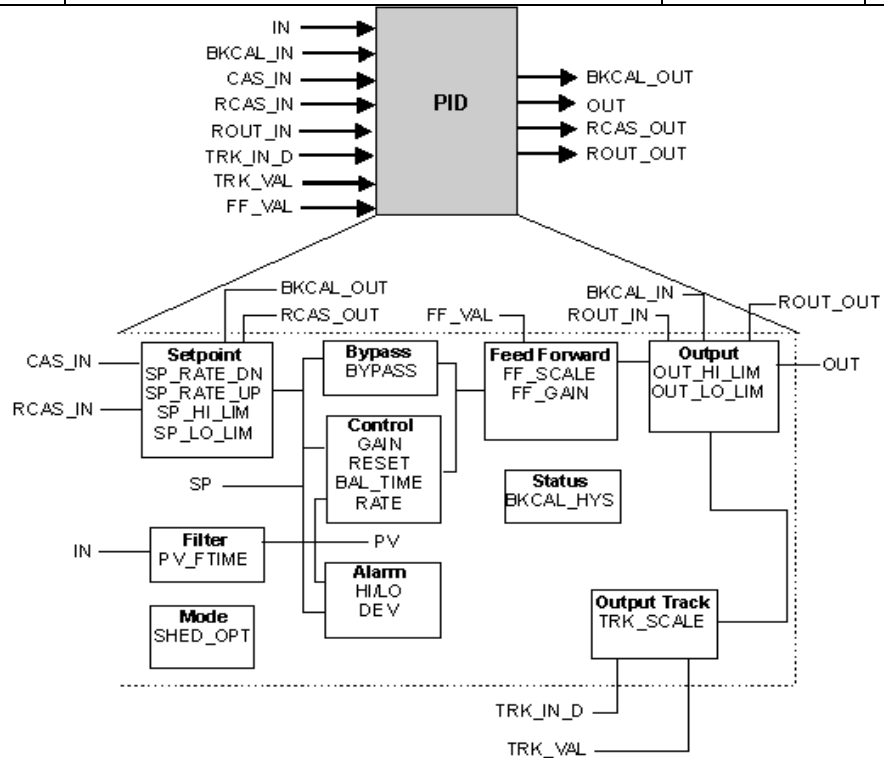 IN
BKCAL_IN
CAS_IN
RCAS_IN
ROUT_IN
TRK_IN_D
TRK_VAL
FF_VAL
PID
BKCAL_OUT
OUT
RCAS_OUT
ROUT_OUT
BKCAL_OUT
RCAS_OUT
FF_VAL
BKCAL_IN
ROUT_IN
ROUT_OUT
CAS_IN
RCAS_IN
Setpoint
SP_RATE_DN
SP_RATE_UP
SP_HI_LIM
SP_LO_LIM
Bypass
BYPASS
Feed Forward
FF_SCALE
FF_GAIN
Output
OUT_HI_LIM
OUT_LO_LIM
OUT
Control
GAIN
RESET
BAL_TIME
RATE
SP
Status
BKCAL_HYS
IN
Filter
PV_FTIME
PV
Alarm
HI/LO
DEV
Mode
SHED_OPT
Output Track
TRK_SCALE
TRK_IN_D
TRK_VAL